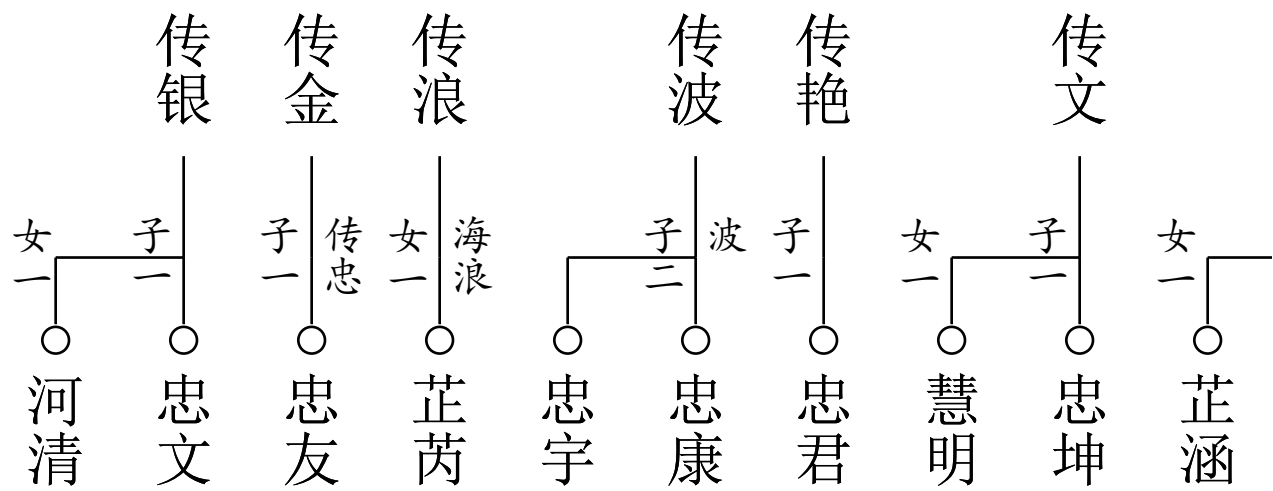 传银
传金
传浪
传波
传艳
传文
女一
子一
子一
传忠
女一
海浪
子二
波
子一
女一
子一
女一
河清
忠文
忠友
芷芮
忠宇
忠康
忠君
慧明
忠坤
芷涵